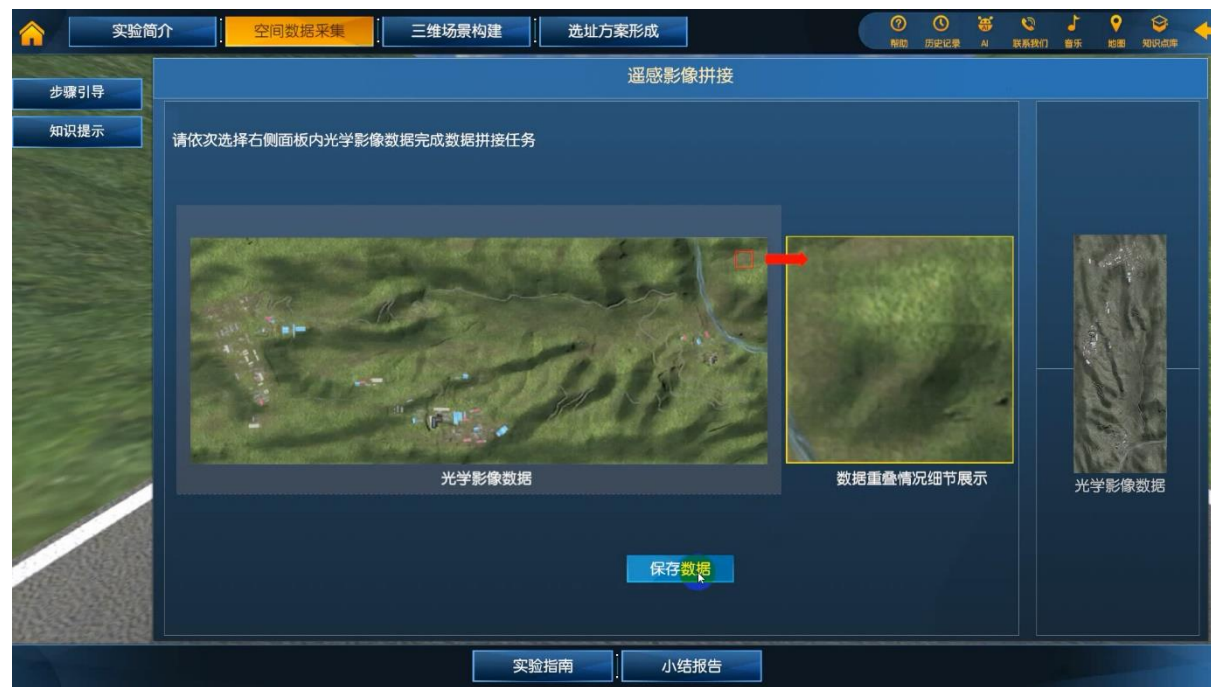 实验简介
空间数据采集
三维场景构建
选址方案形成
帮助
历史记录
AI
联系我们
音乐
地图
知识点库
步骤引导
知识提示
遥感影像拼接
请依次选择右侧面板内光学影像数据完成数据拼接任务
光学影像数据
数据重叠情况细节展示
光学影像数据
保存数据
实验指南
小结报告